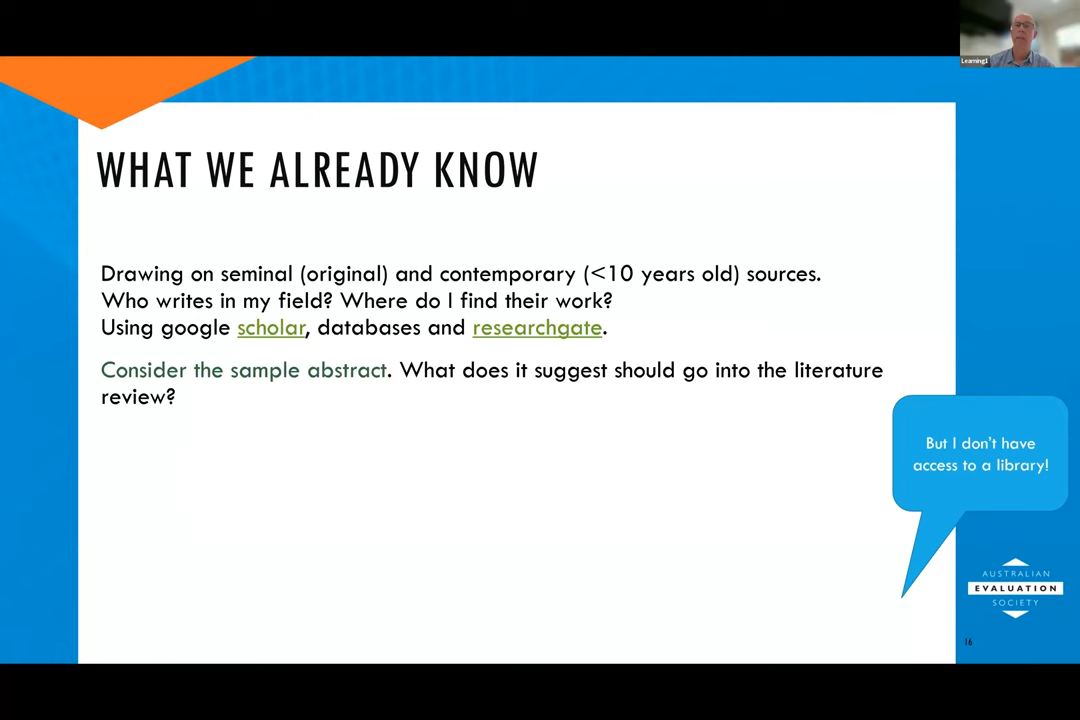 Learning1
WHAT WE ALREADY KNOW
Drawing on seminal (original) and contemporary (<10 years old) sources.
Who writes in my field? Where do I find their work?
Using google scholar, databases and researchgate.
Consider the sample abstract. What does it suggest should go into the literature
review?
But I don't have
access to a library!
AUSTRALIAN
EVALUATION
SOCIETY
16